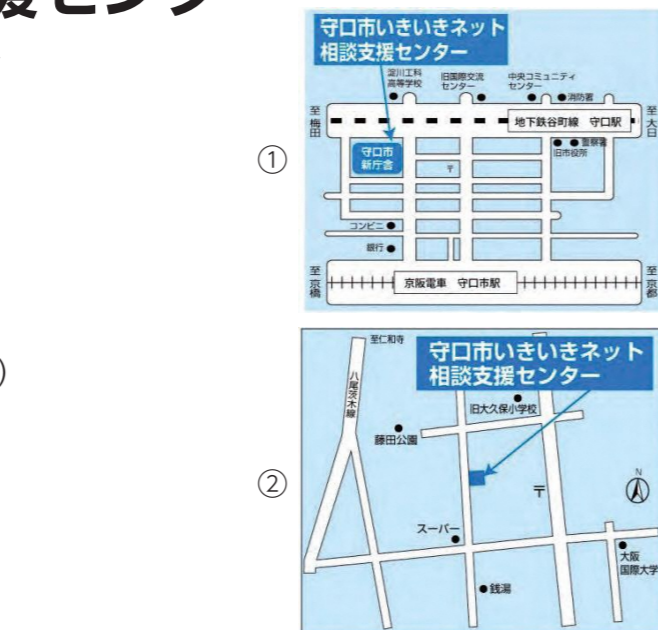 援センター
①
守口市いきいきネット
相談支援センター
淀川工科
高等学校
旧国際交流
センター
中央コミュニティ
センター
消防署
至梅田
地下鉄谷町線 守口駅
至大日
守口市
新庁舎
〒
警察署
旧市役所
コンビニ
銀行
至京橋
京阪電車 守口市駅
至京都
②
至仁和寺
守口市いきいきネット
相談支援センター
八尾茨木線
旧大久保小学校
藤田公園
〒
N
スーパー
大阪
国際大学
銭湯